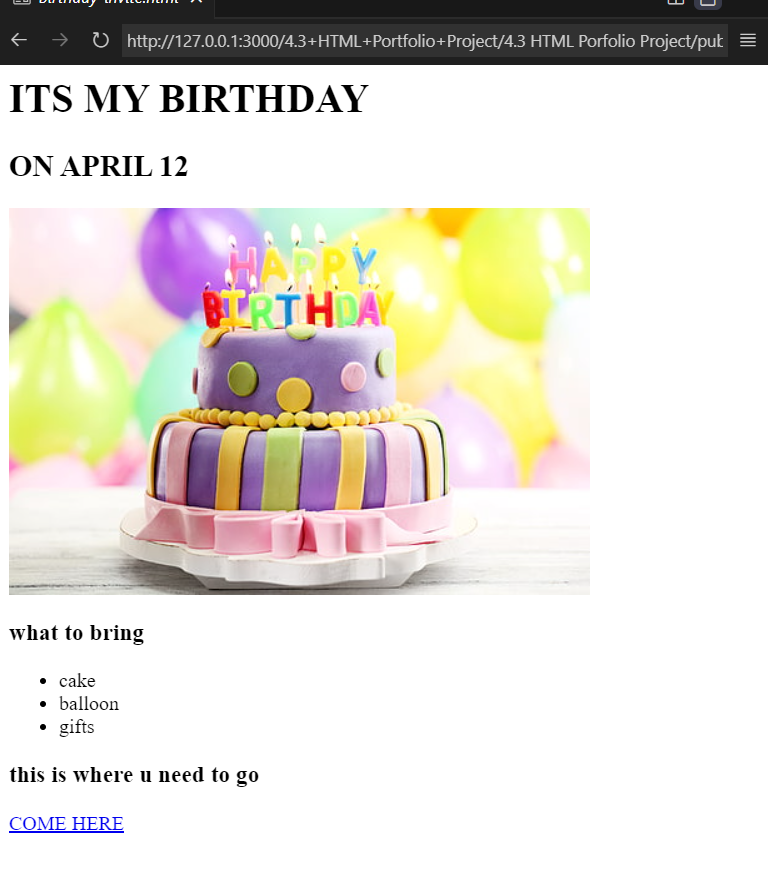 birthday-invite.html
http://127.0.0.1:3000/4.3+HTML+Portfolio+Project/4.3 HTML Porfolio Project/pub
ITS MY BIRTHDAY
ON APRIL 12
HAPPY
BIRTHDAY
what to bring
cake
balloon
gifts
this is where u need to go
COME HERE